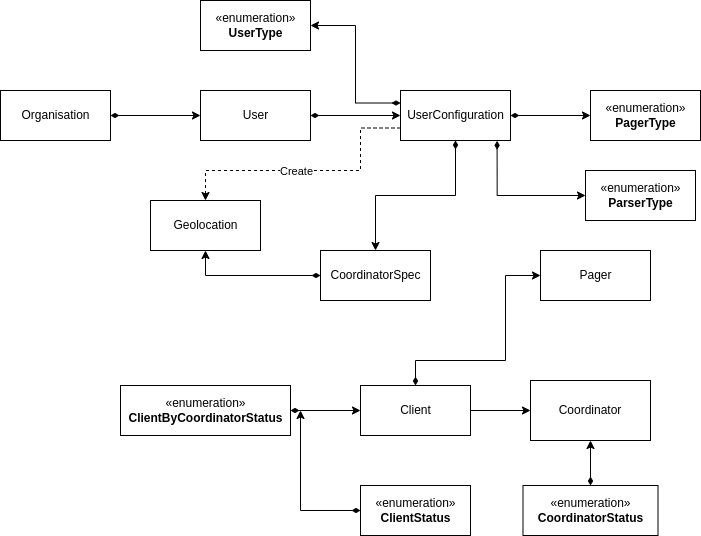 «enumeration»
UserType
Organisation
User
UserConfiguration
«enumeration»
PagerType
Create
«enumeration»
ParserType
Geolocation
CoordinatorSpec
Pager
«enumeration»
ClientByCoordinatorStatus
Client
Coordinator
«enumeration»
ClientStatus
«enumeration»
CoordinatorStatus